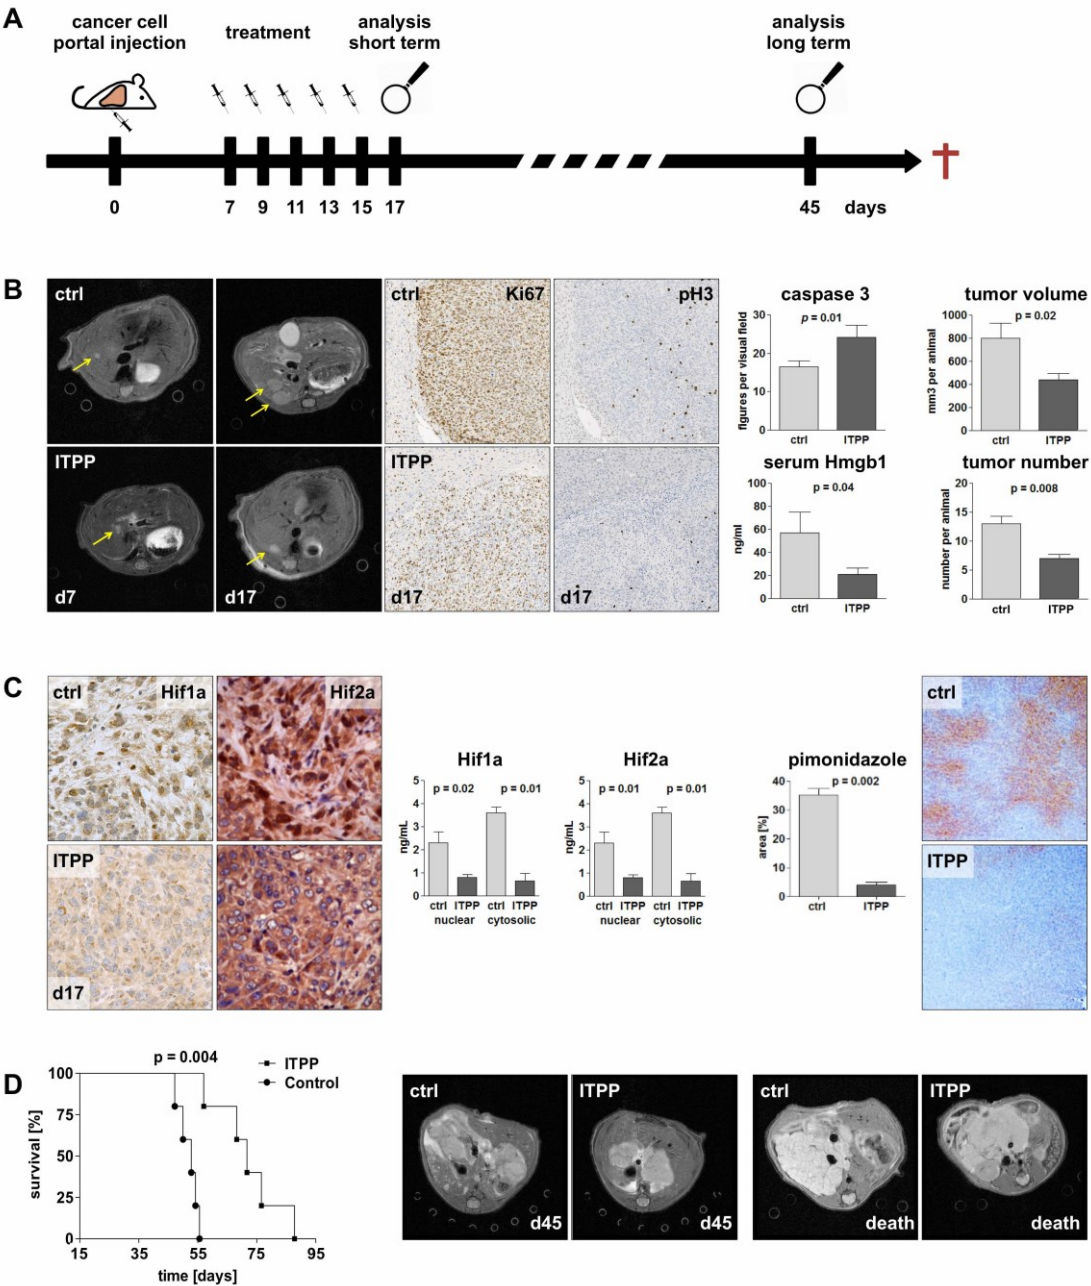 A
cancer cell
portal injection
treatment
analysis
short term
analysis
long term
0
7
9
11
13
15
17
45
days
B
ctrl
ctrl
Ki67
pH3
ITPP
d7
d17
ITPP
d17
d17
caspase 3
p = 0.01
figures per visual field
30
20
10
0
ctrl
ITPP
tumor volume
p = 0.02
mm3 per animal
1000
800
600
400
200
0
ctrl
ITPP
serum Hmgb1
p = 0.04
ng/ml
100
80
60
40
20
0
ctrl
ITPP
tumor number
p = 0.008
number per animal
20
15
10
5
0
ctrl
ITPP
C
ctrl
Hif1a
Hif2a
ITPP
d17
Hif1a
p = 0.02
p = 0.01
ng/mL
5
4
3
2
1
0
ctrl ITPP ctrl ITPP
nuclear cytosolic
Hif2a
p = 0.01
p = 0.01
ng/mL
5
4
3
2
1
0
ctrl ITPP ctrl ITPP
nuclear cytosolic
pimonidazole
p = 0.002
area [%]
40
30
20
10
0
ctrl
ITPP
ctrl
ITPP
D
p = 0.004
ITPP
Control
survival [%]
100
75
50
25
0
15
35
55
75
95
time [days]
ctrl
d45
ITPP
d45
ctrl
death
ITPP
death